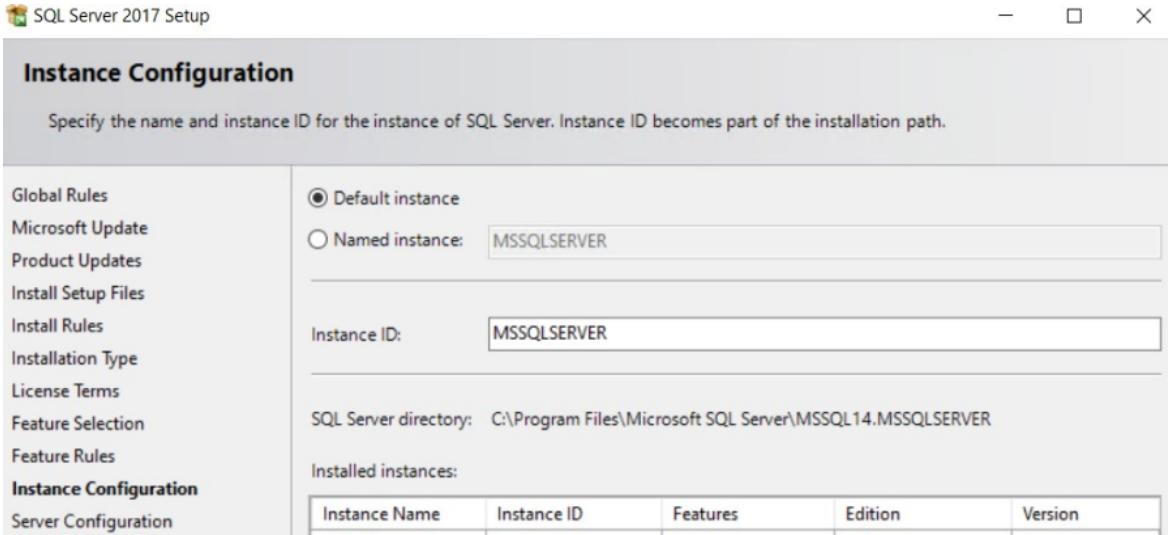 SQL Server 2017 Setup
Instance Configuration
Specify the name and instance ID for the instance of SQL Server. Instance ID becomes part of the installation path.
Global Rules
Microsoft Update
Product Updates
Install Setup Files
Install Rules
Installation Type
License Terms
Feature Selection
Feature Rules
Instance Configuration
Server Configuration
Default instance
Named instance: MSSQLSERVER
Instance ID: MSSQLSERVER
SQL Server directory: C:\Program Files\Microsoft SQL Server\MSSQL14.MSSQLSERVER
Installed instances:
Instance Name Instance ID Features Edition Version